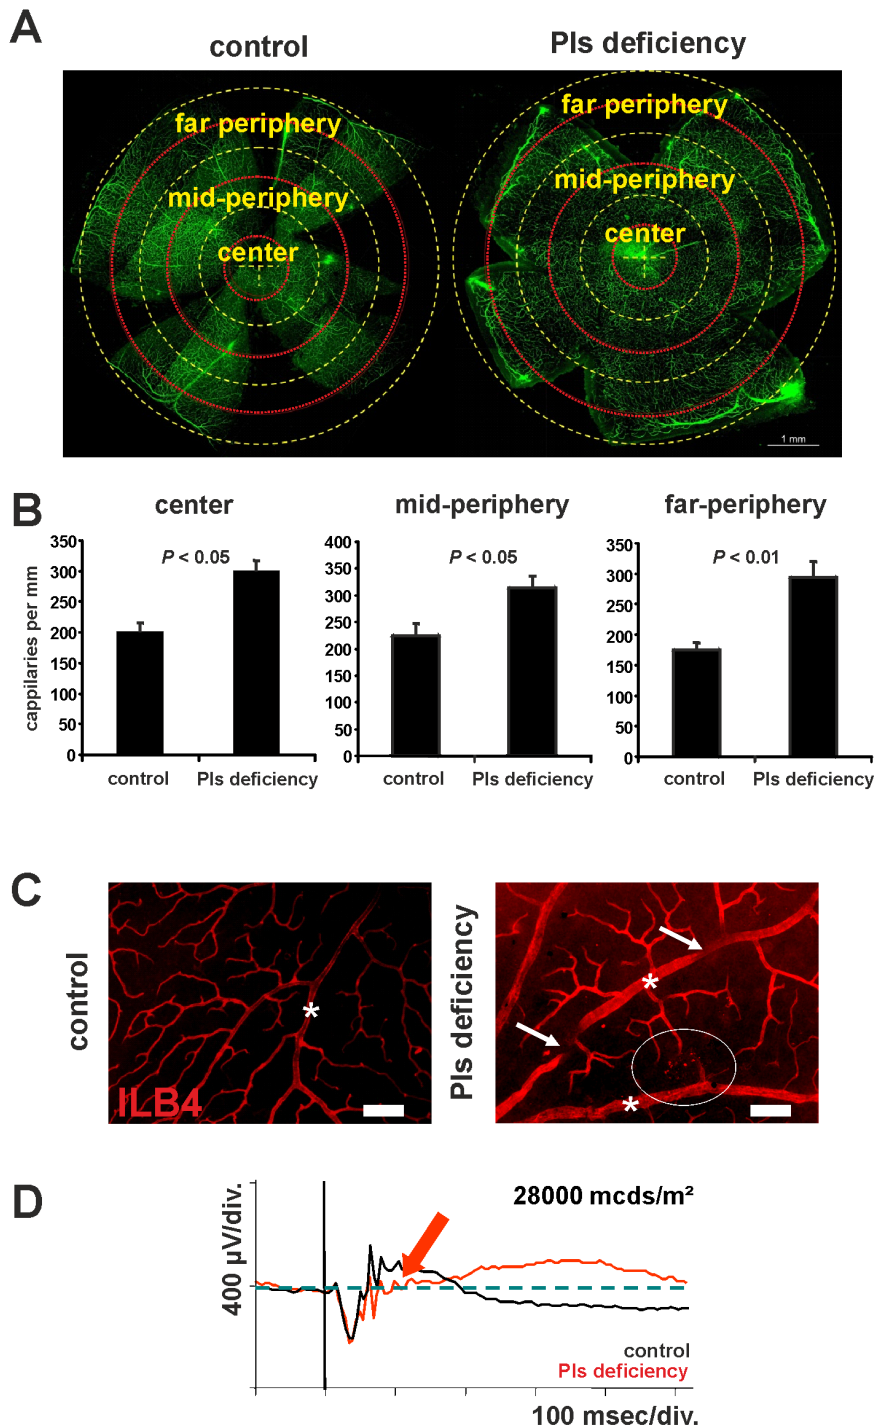 A
control
Pls deficiency
far periphery
mid-periphery
center
far periphery
mid-periphery
center
1 mm
B
center
mid-periphery
far-periphery
cappilaries per mm
350
300
250
200
150
100
50
0
P < 0.05
control
Pls deficiency
400
350
300
250
200
150
100
50
0
P < 0.05
control
Pls deficiency
350
300
250
200
150
100
50
0
P < 0.01
control
Pls deficiency
C
control
*
ILB4
Pls deficiency
*
*
D
400 µV/div.
28000 mcds/m²
control
Pls deficiency
100 msec/div.